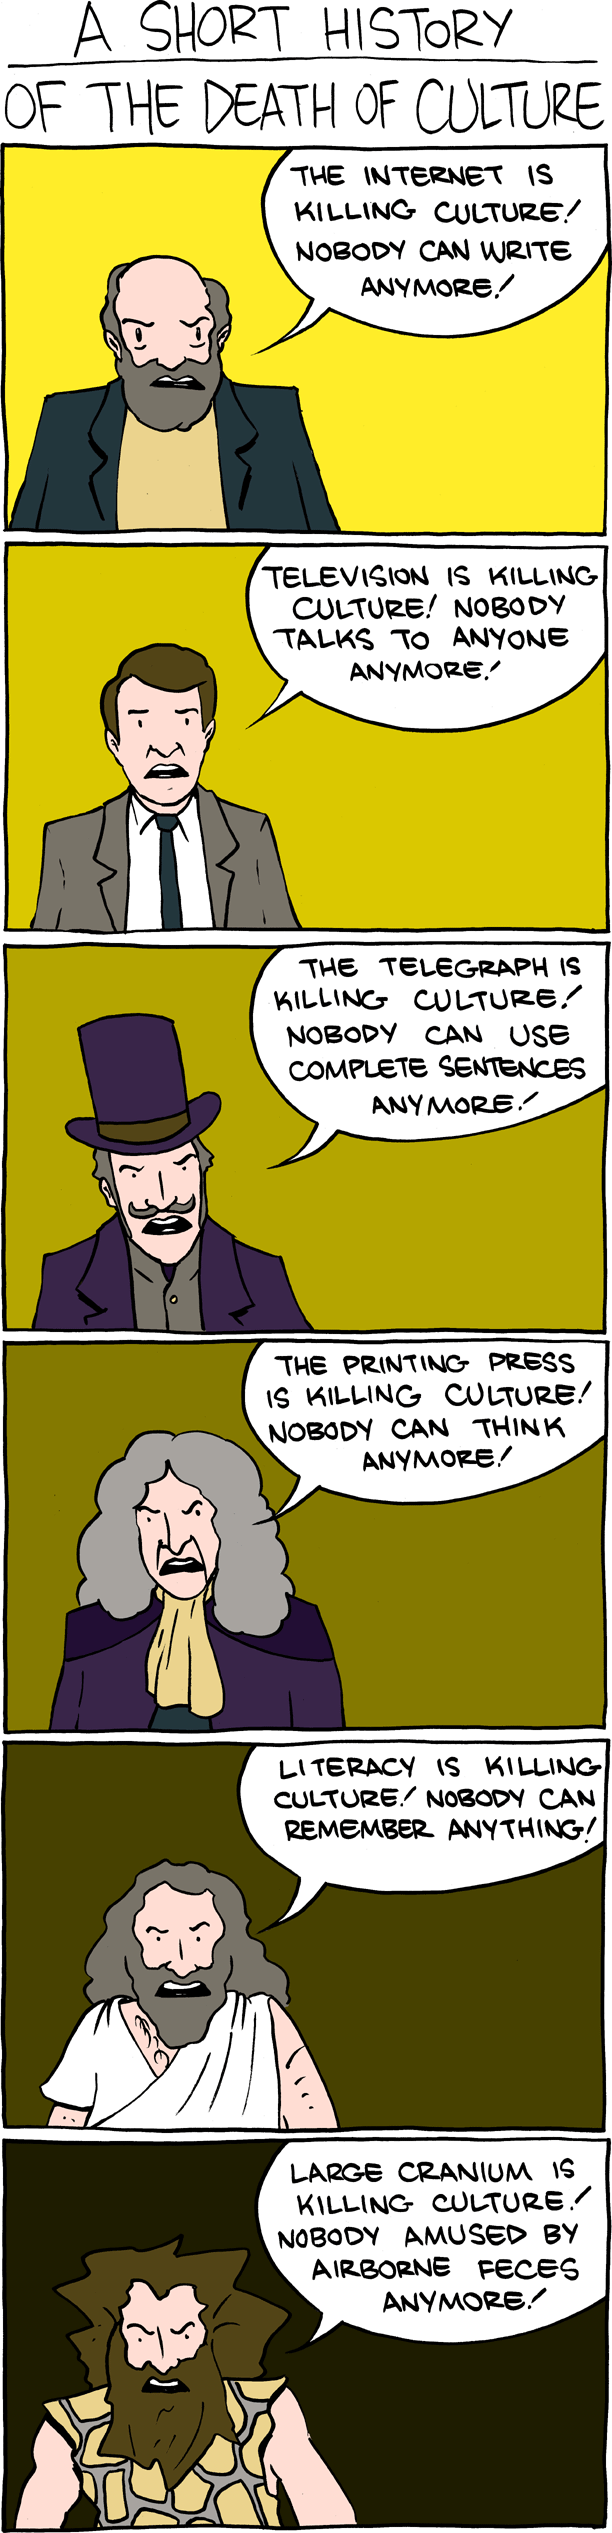 A SHORT HISTORY
OF THE DEATH OF CULTURE
THE INTERNET IS
KILLING CULTURE!
NOBODY CAN WRITE
ANYMORE!
TELEVISION IS KILLING
CULTURE! NOBODY
TALKS TO ANYONE
ANYMORE!
THE TELEGRAPH IS
KILLING CULTURE!
NOBODY CAN USE
COMPLETE SENTENCES
ANYMORE!
THE PRINTING PRESS
IS KILLING CULTURE!
NOBODY CAN THINK
ANYMORE!
LITERACY IS KILLING
CULTURE! NOBODY CAN
REMEMBER ANYTHING!
LARGE CRANIUM IS
KILLING CULTURE!
NOBODY AMUSED BY
AIRBORNE FECES
ANYMORE!